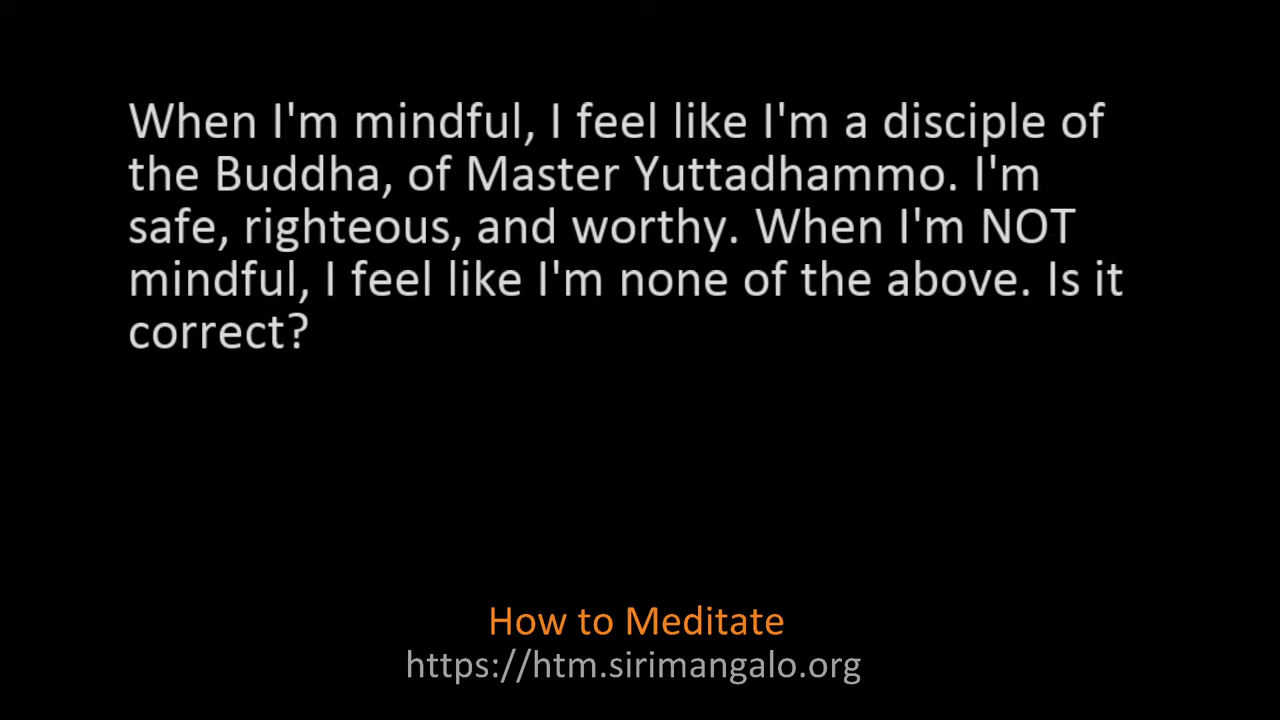 When I'm mindful, I feel like I'm a disciple of
the Buddha, of Master Yuttadhammo. I'm
safe, righteous, and worthy. When I'm NOT
mindful, I feel like I'm none of the above. Is it
correct?
How to Meditate
https://htm.sirimangalo.org